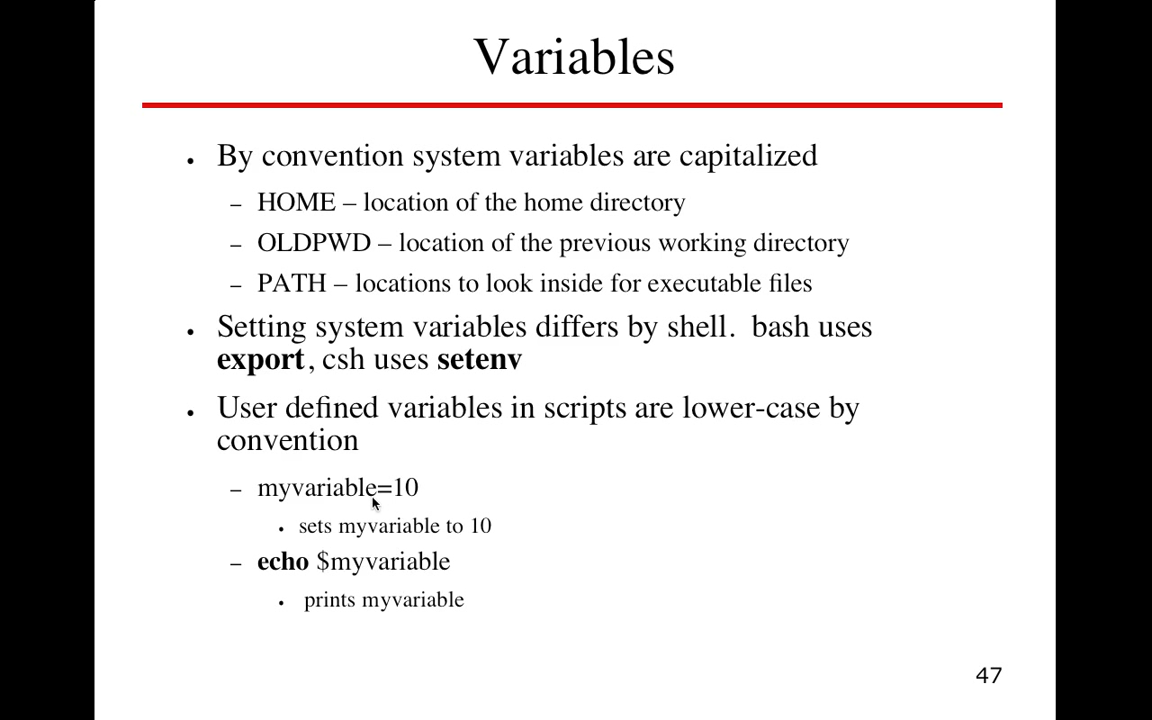 Variables
• By convention system variables are capitalized
– HOME – location of the home directory
– OLDPWD – location of the previous working directory
– PATH – locations to look inside for executable files
• Setting system variables differs by shell.  bash uses
export, csh uses setenv
• User defined variables in scripts are lower-case by
convention
– myvariable=10
• sets myvariable to 10
– echo $myvariable
• prints myvariable
47